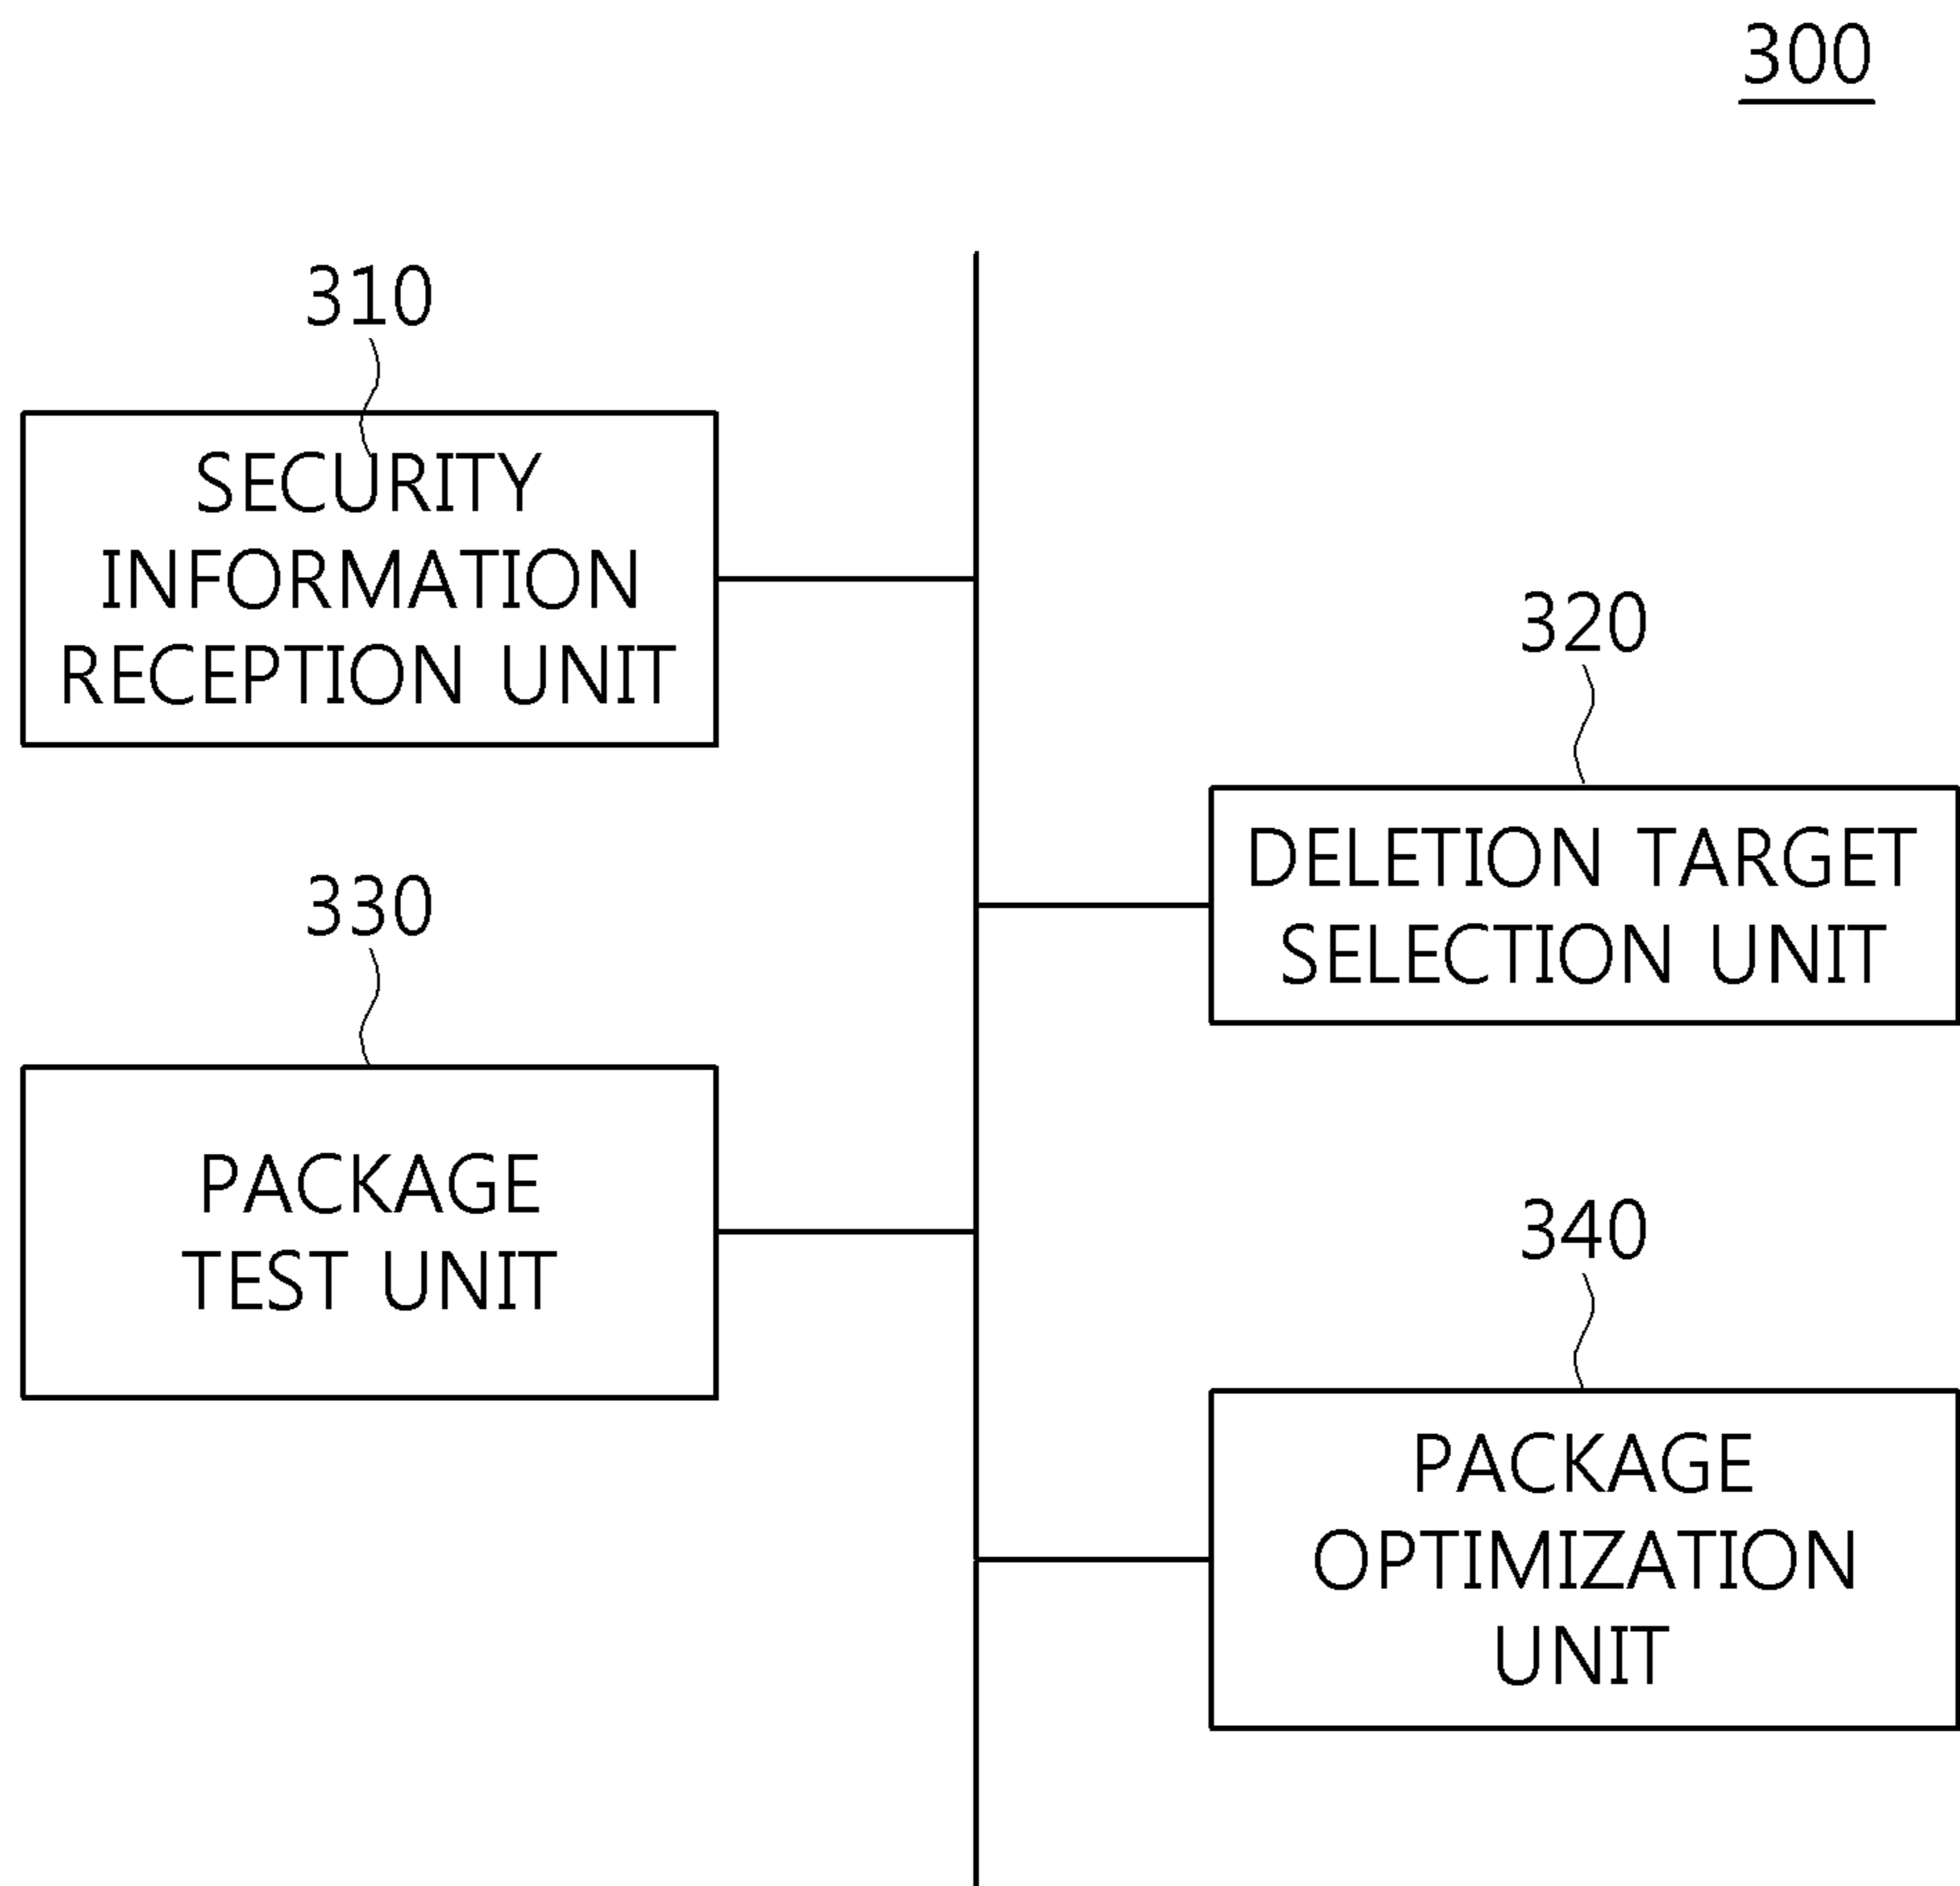 300
310
SECURITY
INFORMATION
RECEPTION UNIT
320
DELETION TARGET
SELECTION UNIT
330
PACKAGE
TEST UNIT
340
PACKAGE
OPTIMIZATION
UNIT